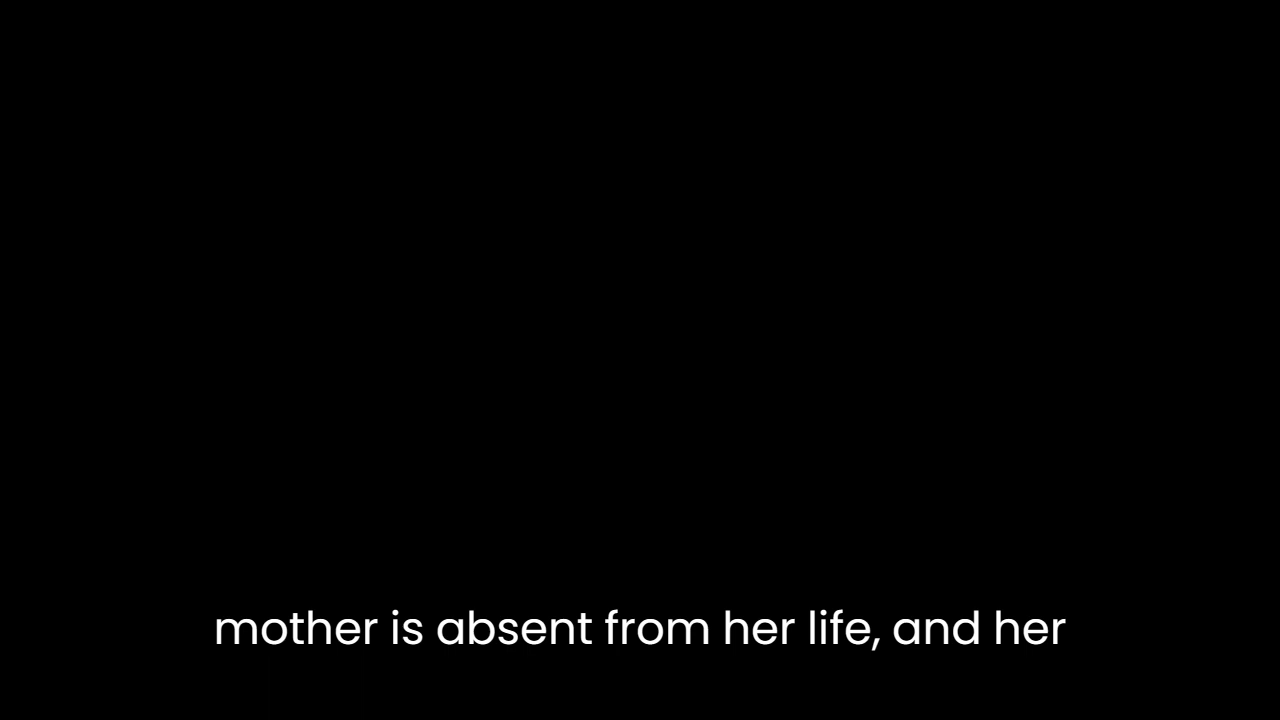 mother is absent from her life, and her